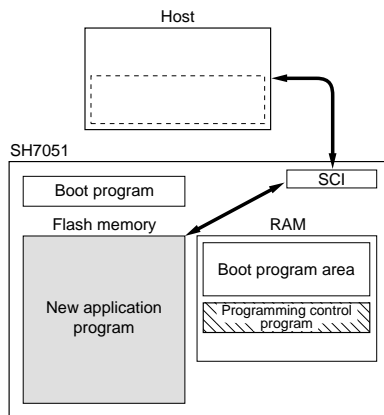 Host
SH7051
SCI
Boot program
Flash memory
RAM
New application
program
Boot program area
Programming control
program